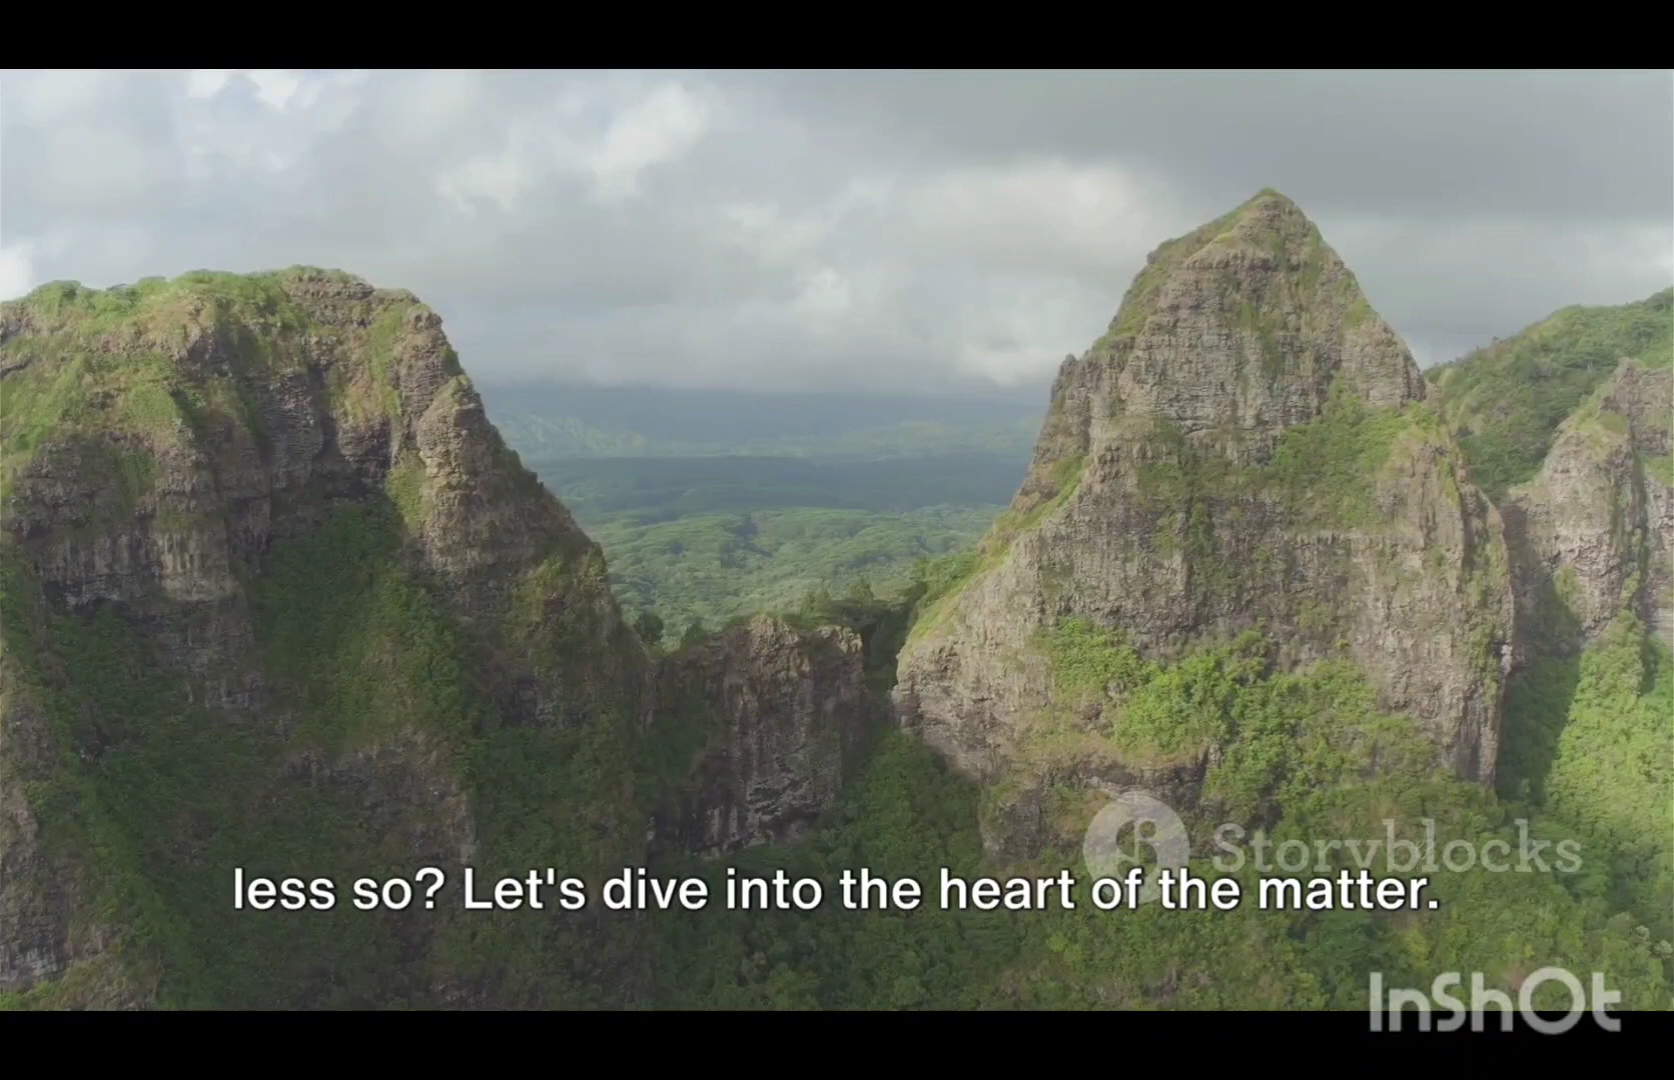 Storyblocks
less so? Let's dive into the heart of the matter.
InShOt